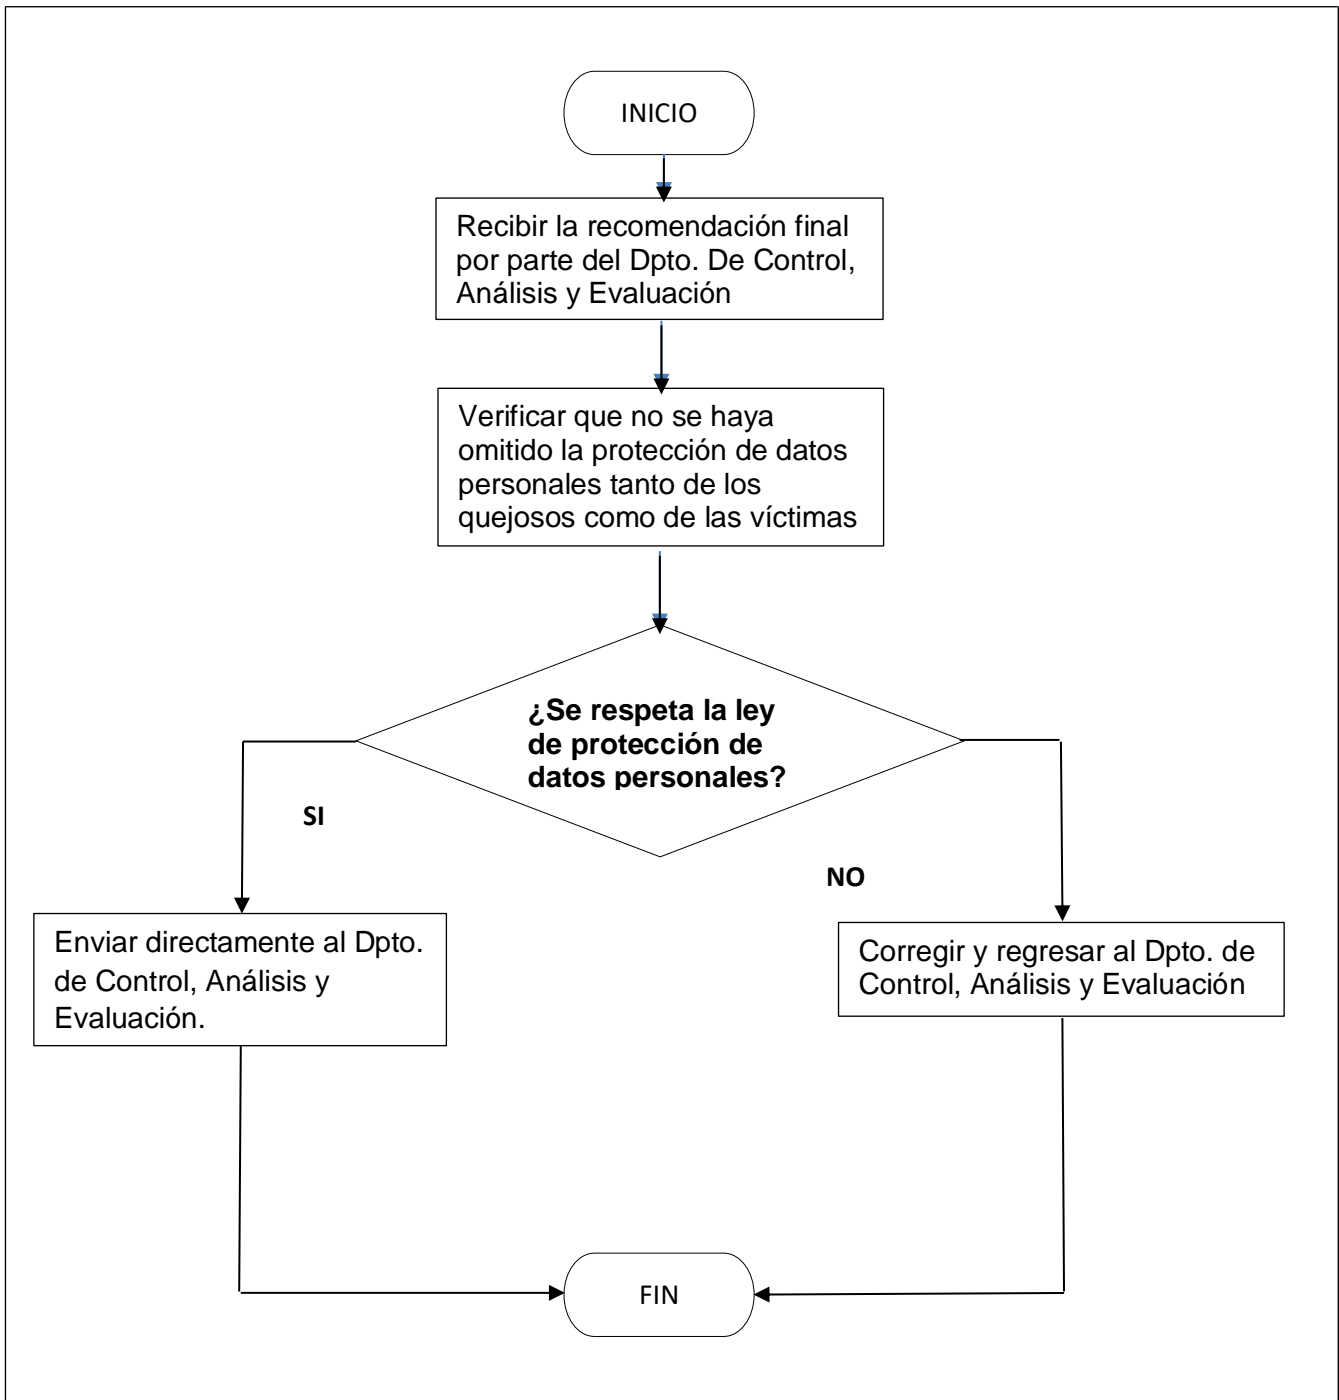 INICIO
Recibir la recomendación final
por parte del Dpto. De Control,
Análisis y Evaluación
Verificar que no se haya
omitido la protección de datos
personales tanto de los
quejosos como de las víctimas
¿Se respeta la ley
de protección de
datos personales?
SI
NO
Enviar directamente al Dpto.
de Control, Análisis y
Evaluación.
Corregir y regresar al Dpto. de
Control, Análisis y Evaluación
FIN